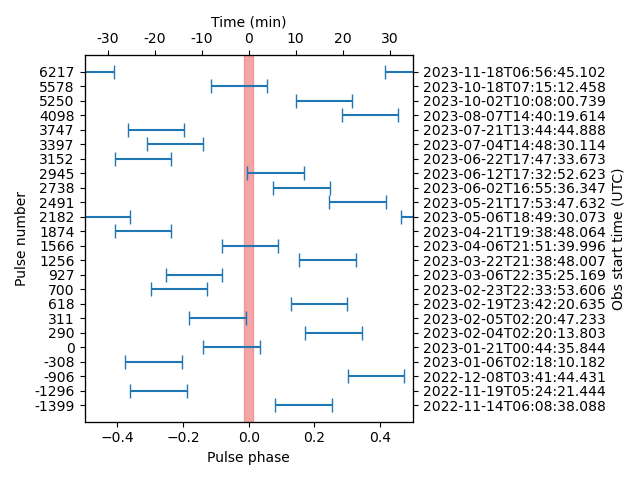 Time (min)
-30 -20 -10 0 10 20 30
6217 2023-11-18T06:56:45.102
5578 2023-10-18T07:15:12.458
5250 2023-10-02T10:08:00.739
4098 2023-08-07T14:40:19.614
3747 2023-07-21T13:44:44.888
3397 2023-07-04T14:48:30.114
3152 2023-06-22T17:47:33.673
2945 2023-06-12T17:32:52.623
2738 2023-06-02T16:55:36.347
2491 2023-05-21T17:53:47.632
2182 2023-05-06T18:49:30.073
1874 2023-04-21T19:38:48.064
1566 2023-04-06T21:51:39.996
1256 2023-03-22T21:38:48.007
927 2023-03-06T22:35:25.169
700 2023-02-23T22:33:53.606
618 2023-02-19T23:42:20.635
311 2023-02-05T02:20:47.233
290 2023-02-04T02:20:13.803
0 2023-01-21T00:44:35.844
-308 2023-01-06T02:18:10.182
-906 2022-12-08T03:41:44.431
-1296 2022-11-19T05:24:21.444
-1399 2022-11-14T06:08:38.088
Pulse number
Obs start time (UTC)
−0.4 −0.2 0.0 0.2 0.4
Pulse phase